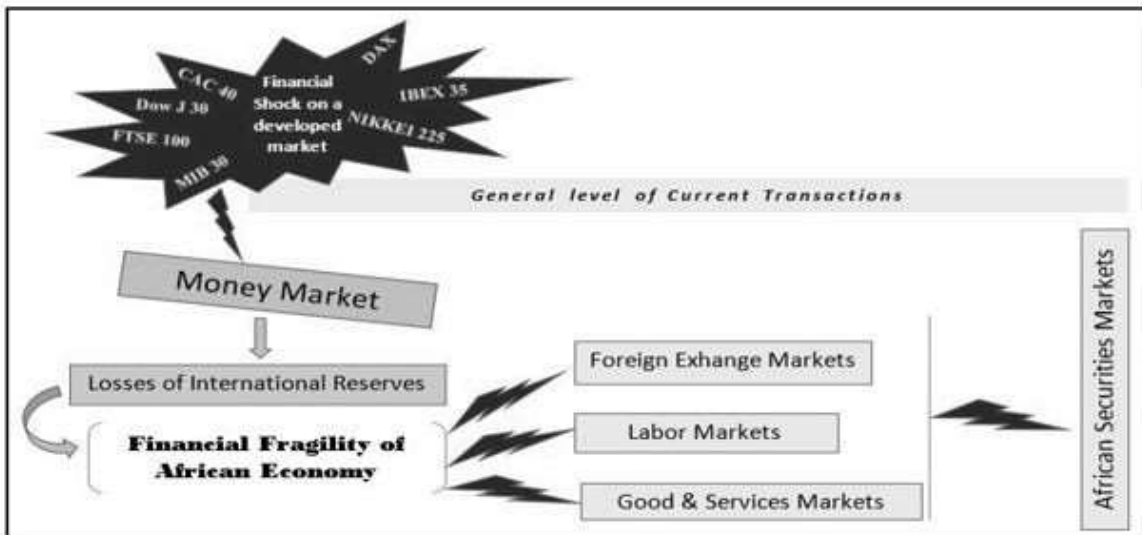 DAX
CAC 40
Financial
Shock on a
developed
market
IBEX 35
Dow J 30
NIKKEI 225
FTSE 100
MIB 30
General level of Current Transactions
Money Market
African Securities Markets
Foreign Exhange Markets
Losses of International Reserves
Labor Markets
Financial Fragility of
African Economy
Good & Services Markets